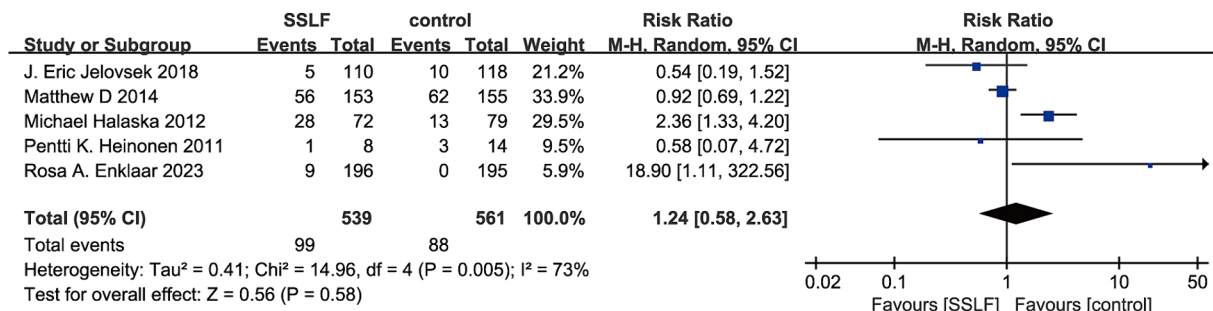 SSLF control Risk Ratio Risk Ratio
Study or Subgroup Events Total Events Total Weight M-H, Random, 95% CI M-H, Random, 95% CI
J. Eric Jelovsek 2018 5 110 10 118 21.2% 0.54 [0.19, 1.52]
Matthew D 2014 56 153 62 155 33.9% 0.92 [0.69, 1.22]
Michael Halaska 2012 28 72 13 79 29.5% 2.36 [1.33, 4.20]
Pentti K. Heinonen 2011 1 8 3 14 9.5% 0.58 [0.07, 4.72]
Rosa A. Enklaar 2023 9 196 0 195 5.9% 18.90 [1.11, 322.56]
Total (95% CI) 539 561 100.0% 1.24 [0.58, 2.63]
Total events 99 88
Heterogeneity: Tau² = 0.41; Chi² = 14.96, df = 4 (P = 0.005); I² = 73%
Test for overall effect: Z = 0.56 (P = 0.58)
0.02 0.1 1 10 50
Favours [SSLF] Favours [control]